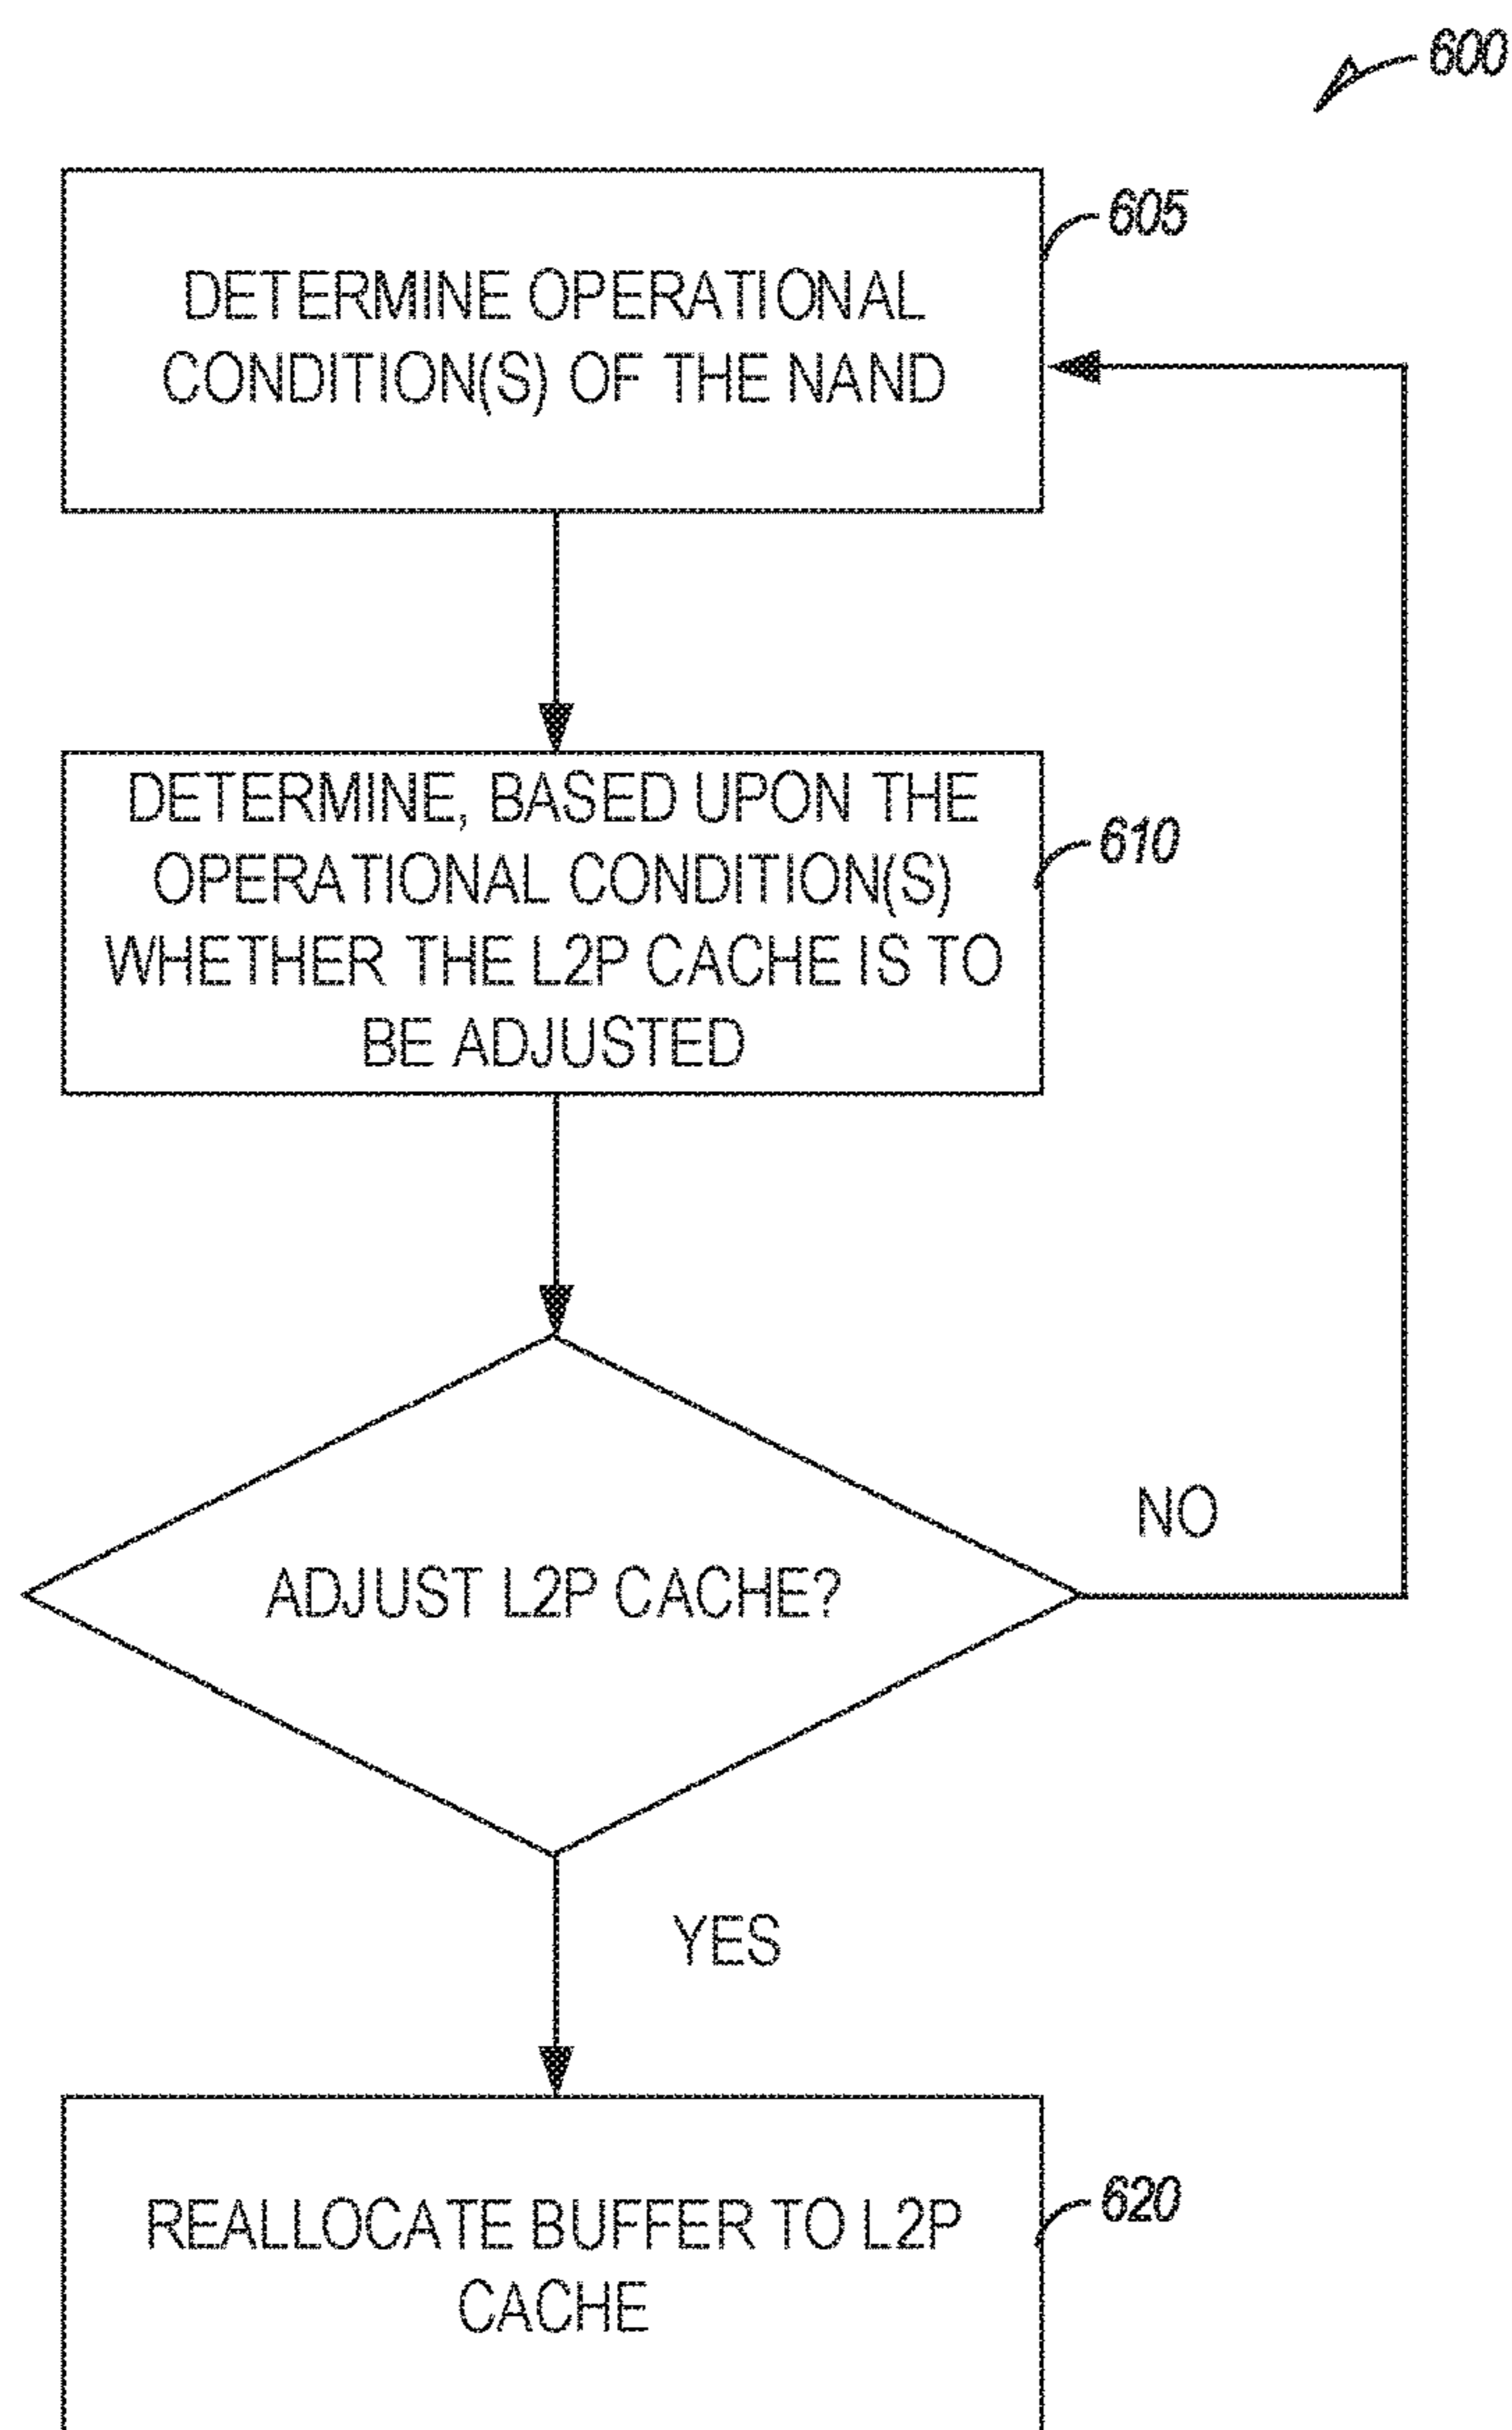 600
605
DETERMINE OPERATIONAL
CONDITION(S) OF THE NAND
DETERMINE, BASED UPON THE
OPERATIONAL CONDITION(S)
WHETHER THE L2P CACHE IS TO
BE ADJUSTED
610
ADJUST L2P CACHE?
NO
YES
REALLOCATE BUFFER TO L2P
CACHE
620